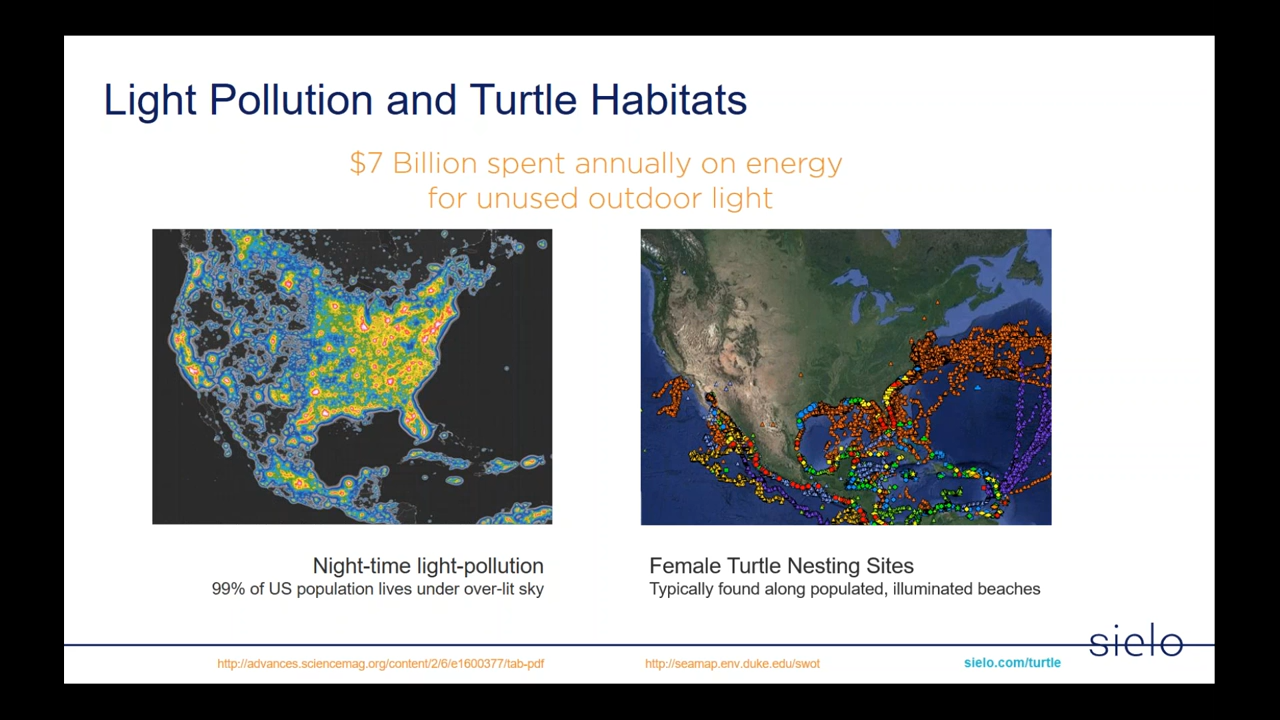 Light Pollution and Turtle Habitats
$7 Billion spent annually on energy
for unused outdoor light
Night-time light-pollution
99% of US population lives under over-lit sky
Female Turtle Nesting Sites
Typically found along populated, illuminated beaches
sielo
http://advances.sciencemag.org/content/2/6/e1600377/tab-pdf
http://seamap.env.duke.edu/swot
sielo.com/turtle